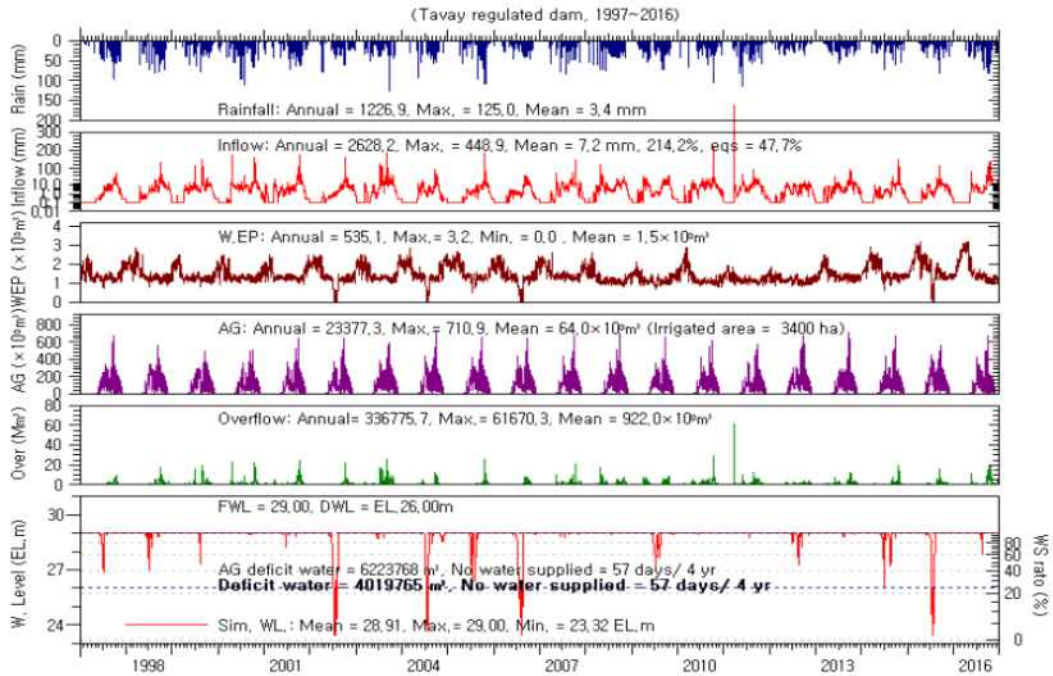 (Tavay regulated dam, 1997~2016)
0
50
100
150
200
Rain (mm)
Rainfall: Annual = 1226.9, Max. = 125.0, Mean = 3.4 mm
300
200
100
0.01
Inflow (mm)
Inflow: Annual = 2628.2, Max. = 448.9, Mean = 7.2 mm, 214.2%, eqs = 47.7%
4
3
2
1
0
WEP (×10³m³)
W.EP: Annual = 535.1, Max.= 3.2, Min. = 0.0 , Mean = 1.5×10³m³
800
600
400
200
0
AG (×10³m³)
AG: Annual = 23377.3, Max.= 710.9, Mean = 64.0×10³m³ (Irrigated area = 3400 ha)
80
60
40
20
0
Over (Mm³)
Overflow: Annual= 336775.7, Max.= 61670.3, Mean = 922.0×10³m³
30
27
24
W. Level (EL.m)
FWL = 29.00, DWL = EL.26.00m
AG deficit water = 6223768 m³, No water supplied = 57 days/ 4 yr
Deficit water = 4019765 m³, No water supplied = 57 days/ 4 yr
Sim. WL.: Mean = 28.91, Max.= 29.00, Min. = 23.32 EL.m
80
60
40
20
0
WS rate (%)
1998 2001 2004 2007 2010 2013 2016